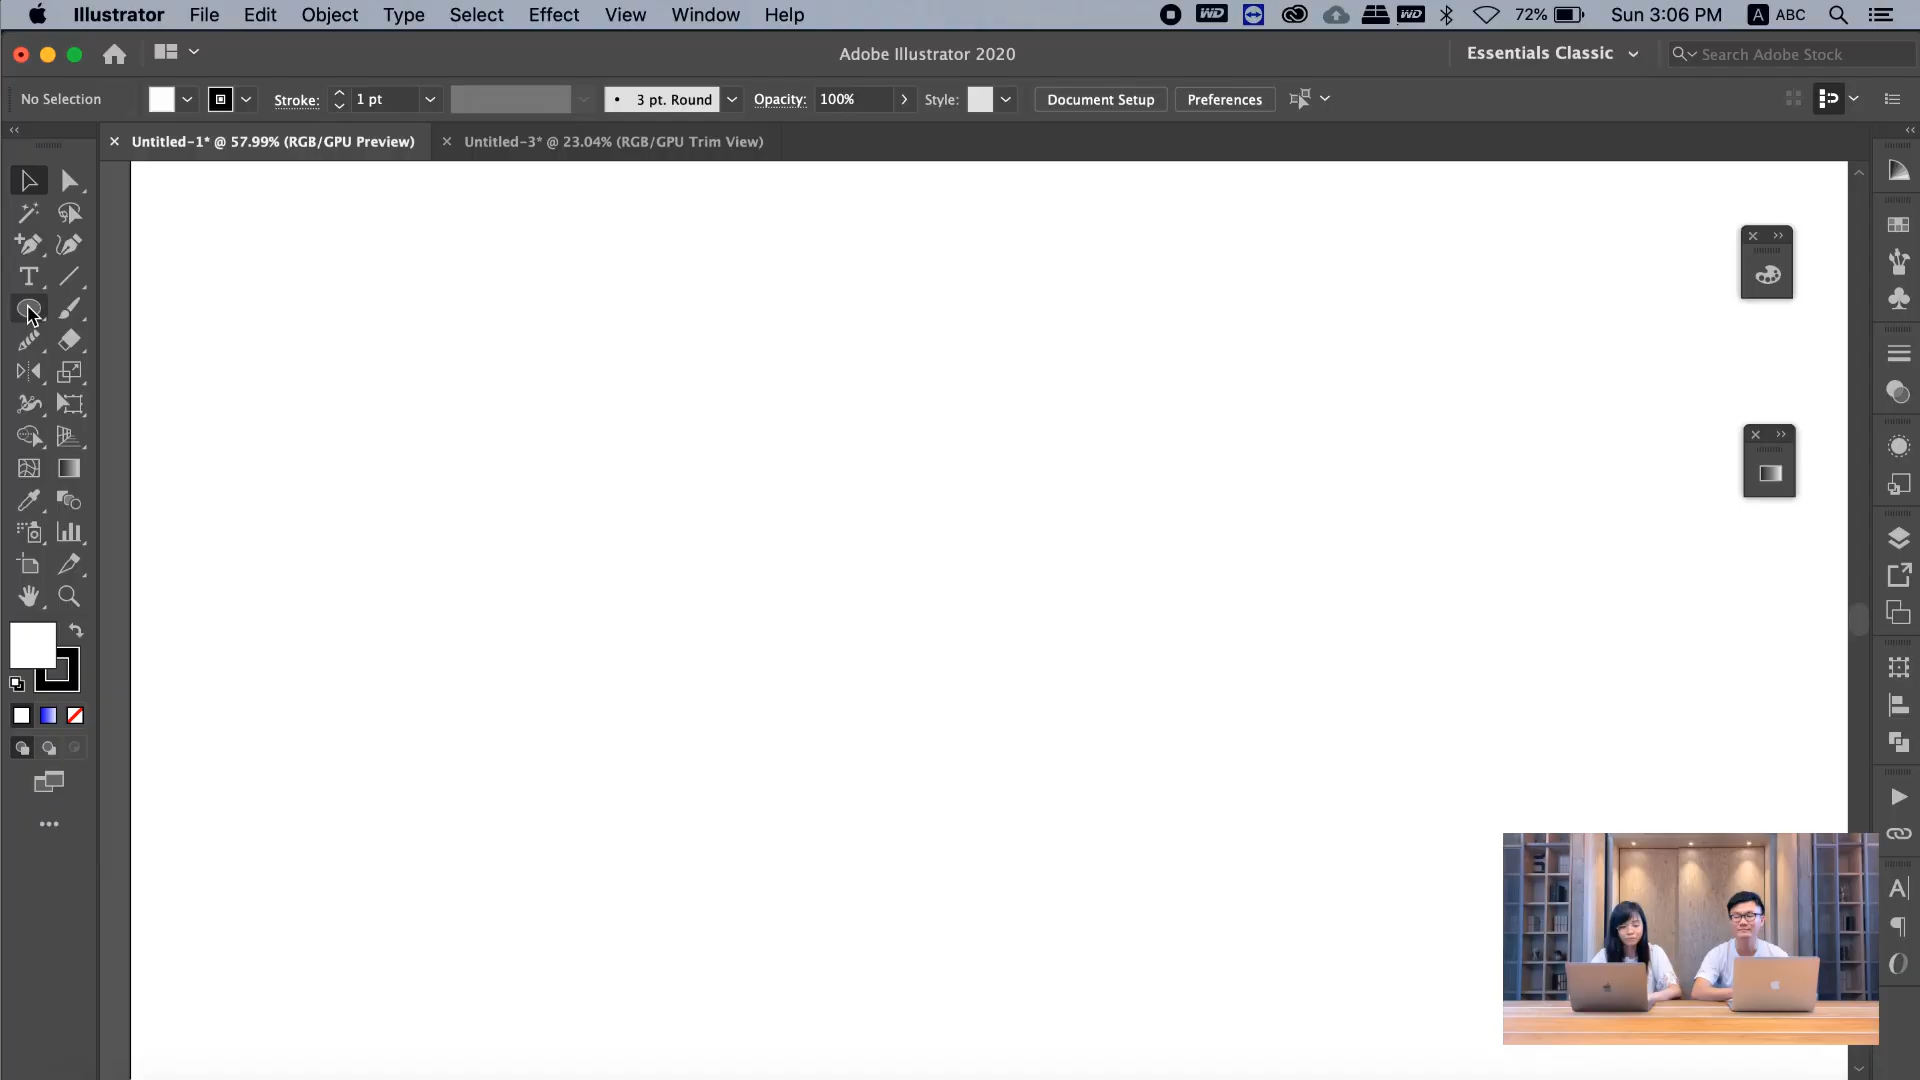 Illustrator File Edit Object Type Select Effect View Window Help WD WD 72% Sun 3:06 PM A ABC
Adobe Illustrator 2020 Essentials Classic Search Adobe Stock
No Selection Stroke: 1 pt 3 pt. Round Opacity: 100% Style: Document Setup Preferences
Untitled-1* @ 57.99% (RGB/GPU Preview) Untitled-3* @ 23.04% (RGB/GPU Trim View)